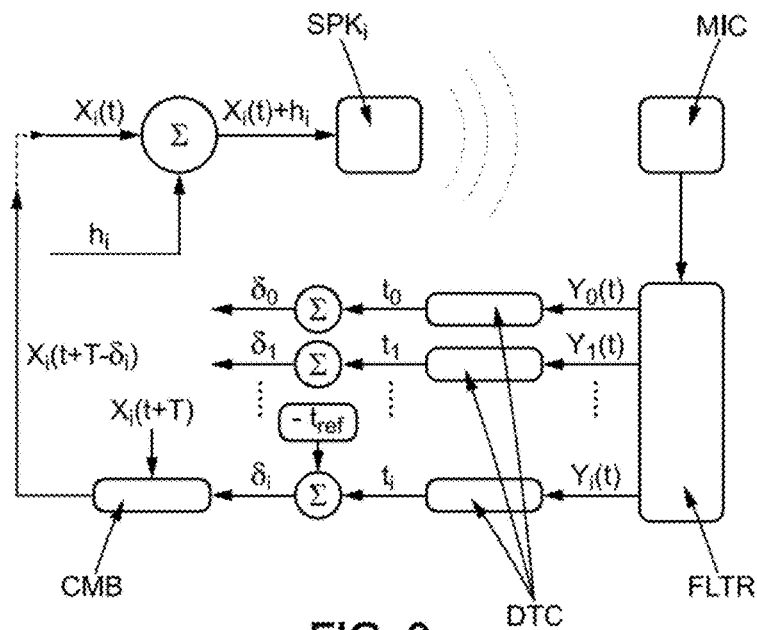 SPKi
MIC
Xi(t)
Σ
Xi(t)+hi
hi
δ0
Σ
t0
Y0(t)
δ1
Σ
t1
Y1(t)
Xi(t+T-δi)
Xi(t+T)
- tref
δi
Σ
ti
Yi(t)
CMB
DTC
FLTR